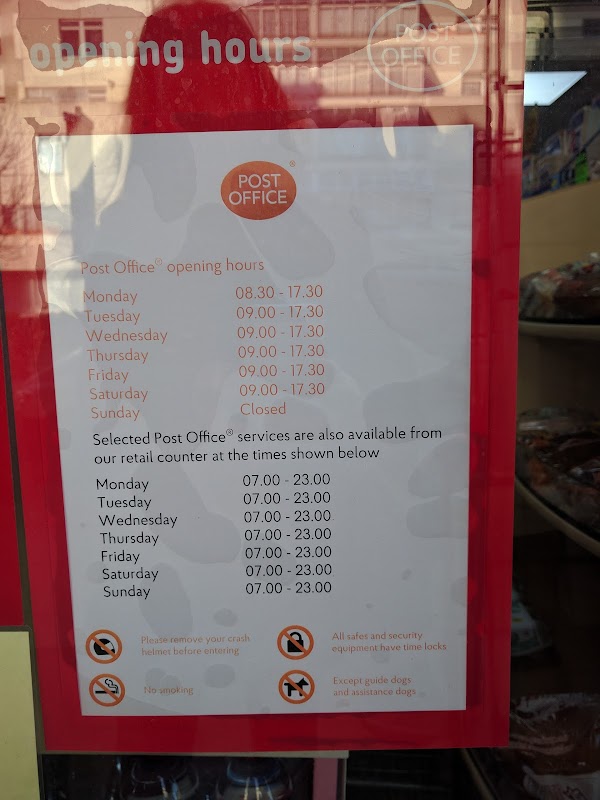 opening hours
POST
OFFICE
POST
OFFICE®
Post Office® opening hours
Monday 08.30 - 17.30
Tuesday 09.00 - 17.30
Wednesday 09.00 - 17.30
Thursday 09.00 - 17.30
Friday 09.00 - 17.30
Saturday 09.00 - 17.30
Sunday Closed
Selected Post Office® services are also available from
our retail counter at the times shown below
Monday 07.00 - 23.00
Tuesday 07.00 - 23.00
Wednesday 07.00 - 23.00
Thursday 07.00 - 23.00
Friday 07.00 - 23.00
Saturday 07.00 - 23.00
Sunday 07.00 - 23.00
Please remove your crash
helmet before entering
All safes and security
equipment have time locks
No smoking
Except guide dogs
and assistance dogs